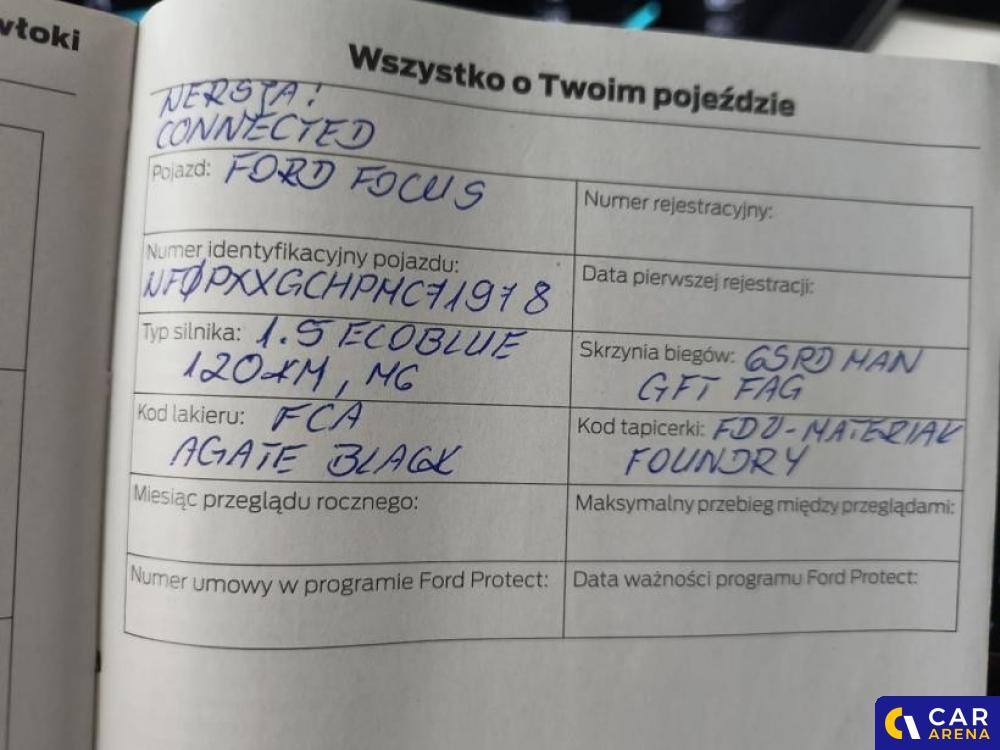 wtoki
Wszystko o Twoim pojeździe
WERSJA:
CONNECTED
Pojazd: FORD FOCUS
Numer rejestracyjny:
Numer identyfikacyjny pojazdu:
WFØPXXGCHPMC71978
Data pierwszej rejestracji:
Typ silnika: 1.5 ECOBLUE
120KM, M6
Skrzynia biegów: 6SRD MAN
GFT FAG
Kod lakieru: FCA
AGATE BLACK
Kod tapicerki: FDU-MATERIAŁ
FOUNDRY
Miesiąc przeglądu rocznego:
Maksymalny przebieg między przeglądami:
Numer umowy w programie Ford Protect:
Data ważności programu Ford Protect:
CAR
ARENA